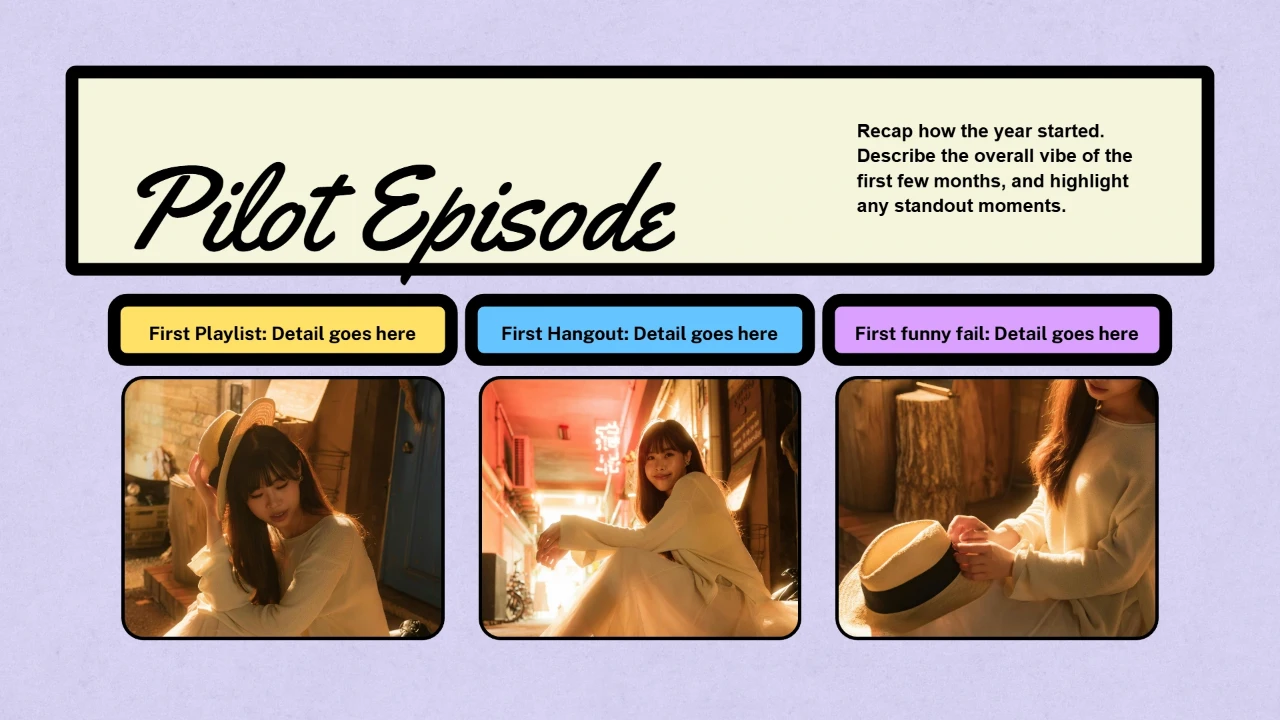 Pilot Episode
Recap how the year started.
Describe the overall vibe of the
first few months, and highlight
any standout moments.
First Playlist: Detail goes here
First Hangout: Detail goes here
First funny fail: Detail goes here